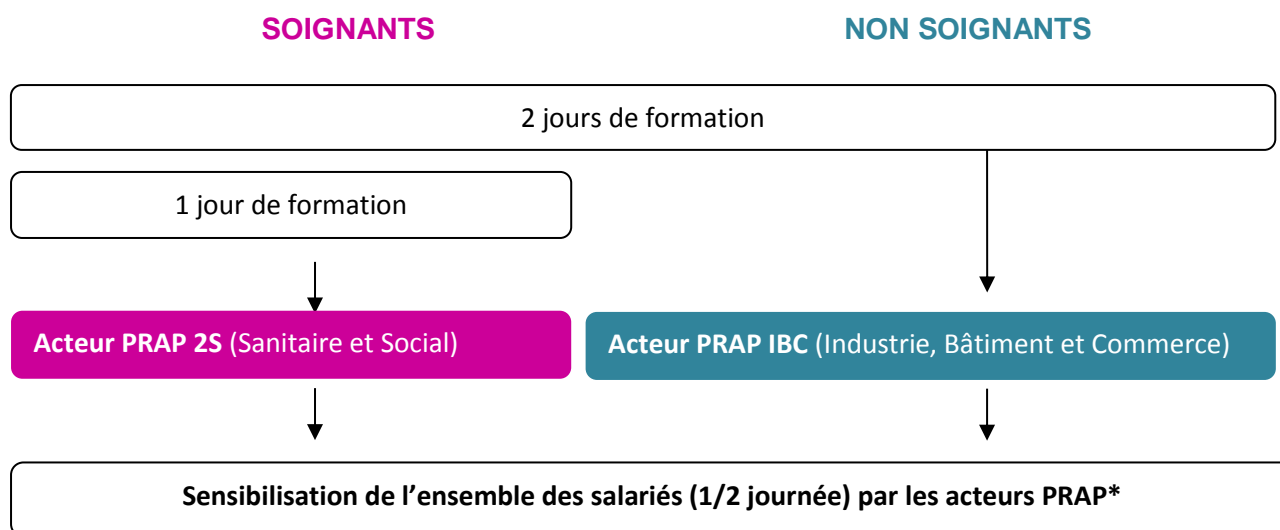 SOIGNANTS
NON SOIGNANTS
2 jours de formation
1 jour de formation
Acteur PRAP 2S (Sanitaire et Social)
Acteur PRAP IBC (Industrie, Bâtiment et Commerce)
Sensibilisation de l’ensemble des salariés (1/2 journée) par les acteurs PRAP*